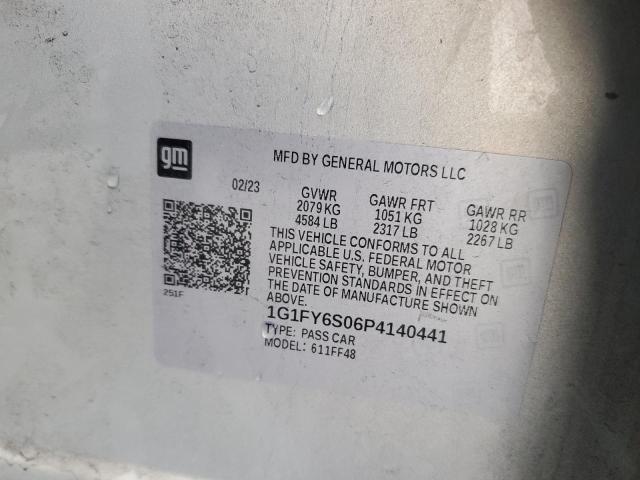 gm
MFD BY GENERAL MOTORS LLC
02/23 GVWR GAWR FRT GAWR RR
2079 KG 1051 KG 1028 KG
4584 LB 2317 LB 2267 LB
THIS VEHICLE CONFORMS TO ALL
APPLICABLE U.S. FEDERAL MOTOR
VEHICLE SAFETY, BUMPER, AND THEFT
PREVENTION STANDARDS IN EFFECT ON
THE DATE OF MANUFACTURE SHOWN
ABOVE.
251F
1G1FY6S06P4140441
TYPE: PASS CAR
MODEL: 611FF48